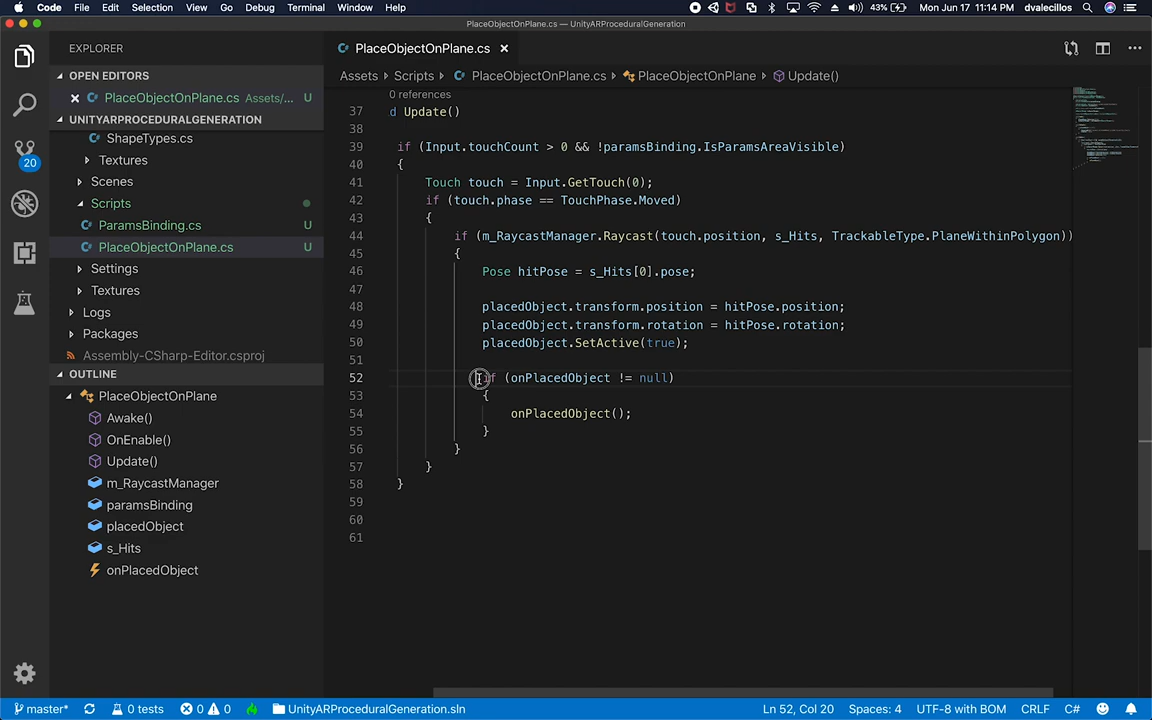 Code File Edit Selection View Go Debug Terminal Window Help 43% Mon Jun 17 11:14 PM dvalecillos
PlaceObjectOnPlane.cs — UnityARProceduralGeneration
EXPLORER
OPEN EDITORS
PlaceObjectOnPlane.cs Assets/... U
UNITYARPROCEDURALGENERATION
ShapeTypes.cs
Textures
Scenes
Scripts
ParamsBinding.cs U
PlaceObjectOnPlane.cs U
Settings
Textures
Logs
Packages
Assembly-CSharp-Editor.csproj
OUTLINE
PlaceObjectOnPlane
Awake()
OnEnable()
Update()
m_RaycastManager
paramsBinding
placedObject
s_Hits
onPlacedObject
20
PlaceObjectOnPlane.cs
Assets Scripts PlaceObjectOnPlane.cs PlaceObjectOnPlane Update()
0 references
37 d Update()
38
39 if (Input.touchCount > 0 && !paramsBinding.IsParamsAreaVisible)
40 {
41 Touch touch = Input.GetTouch(0);
42 if (touch.phase == TouchPhase.Moved)
43 {
44 if (m_RaycastManager.Raycast(touch.position, s_Hits, TrackableType.PlaneWithinPolygon))
45 {
46 Pose hitPose = s_Hits[0].pose;
47
48 placedObject.transform.position = hitPose.position;
49 placedObject.transform.rotation = hitPose.rotation;
50 placedObject.SetActive(true);
51
52 if (onPlacedObject != null)
53 {
54 onPlacedObject();
55 }
56 }
57 }
58 }
59
60
61
master* 0 0 tests 0 0 UnityARProceduralGeneration.sln Ln 52, Col 20 Spaces: 4 UTF-8 with BOM CRLF C#